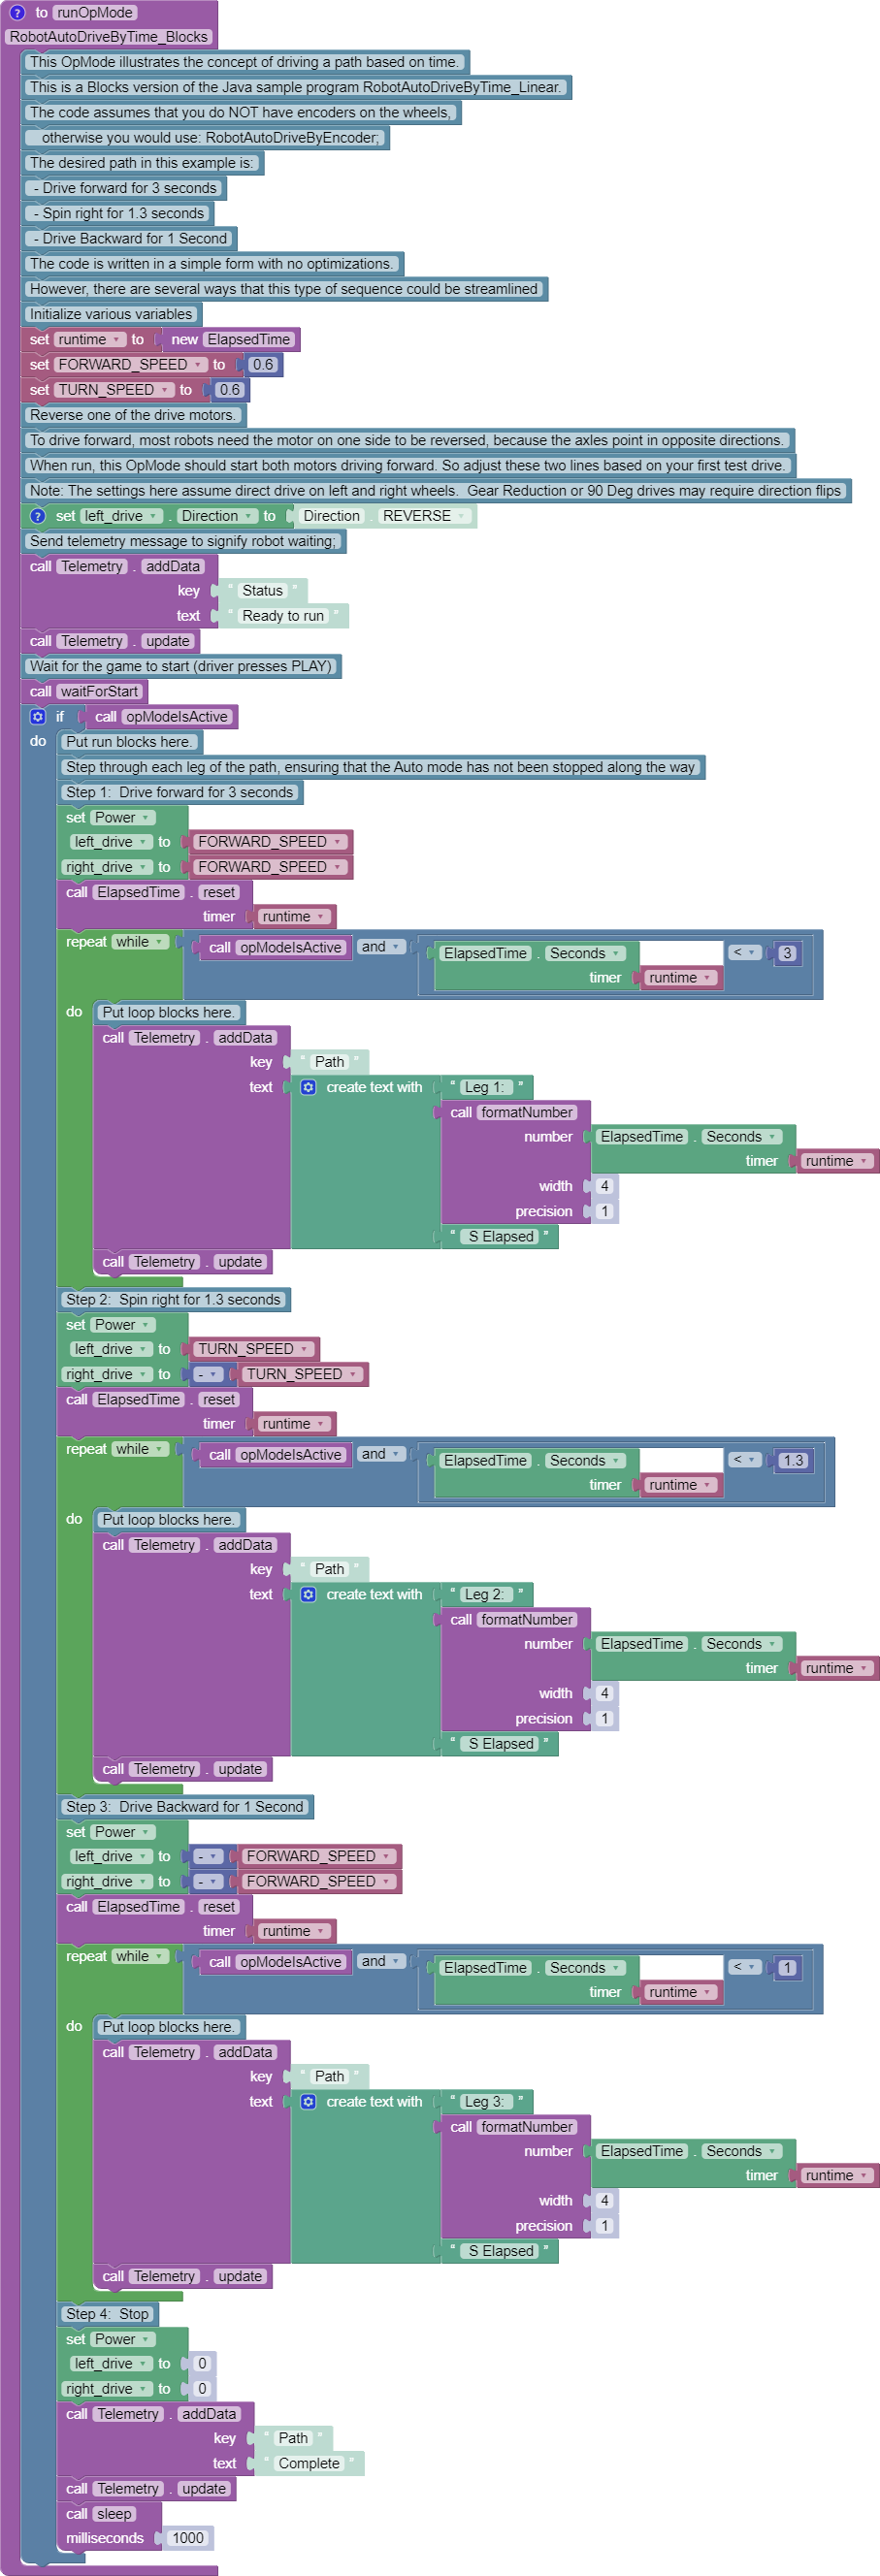 to runOpMode
RobotAutoDriveByTime_Blocks
This OpMode illustrates the concept of driving a path based on time.
This is a Blocks version of the Java sample program RobotAutoDriveByTime_Linear.
The code assumes that you do NOT have encoders on the wheels,
otherwise you would use: RobotAutoDriveByEncoder;
The desired path in this example is:
- Drive forward for 3 seconds
- Spin right for 1.3 seconds
- Drive Backward for 1 Second
The code is written in a simple form with no optimizations.
However, there are several ways that this type of sequence could be streamlined
Initialize various variables
set runtime to new ElapsedTime
set FORWARD_SPEED to 0.6
set TURN_SPEED to 0.6
Reverse one of the drive motors.
To drive forward, most robots need the motor on one side to be reversed, because the axles point in opposite directions.
When run, this OpMode should start both motors driving forward. So adjust these two lines based on your first test drive.
Note: The settings here assume direct drive on left and right wheels.  Gear Reduction or 90 Deg drives may require direction flips
set left_drive . Direction to Direction . REVERSE
Send telemetry message to signify robot waiting;
call Telemetry . addData
key “ Status ”
text “ Ready to run ”
call Telemetry . update
Wait for the game to start (driver presses PLAY)
call waitForStart
if call opModeIsActive
do Put run blocks here.
Step through each leg of the path, ensuring that the Auto mode has not been stopped along the way
Step 1:  Drive forward for 3 seconds
set Power
left_drive to FORWARD_SPEED
right_drive to FORWARD_SPEED
call ElapsedTime . reset
timer runtime
repeat while call opModeIsActive and ElapsedTime . Seconds < 3
timer runtime
do Put loop blocks here.
call Telemetry . addData
key “ Path ”
text create text with “ Leg 1: ”
call formatNumber
number ElapsedTime . Seconds
timer runtime
width 4
precision 1
“ S Elapsed ”
call Telemetry . update
Step 2:  Spin right for 1.3 seconds
set Power
left_drive to TURN_SPEED
right_drive to - TURN_SPEED
call ElapsedTime . reset
timer runtime
repeat while call opModeIsActive and ElapsedTime . Seconds < 1.3
timer runtime
do Put loop blocks here.
call Telemetry . addData
key “ Path ”
text create text with “ Leg 2: ”
call formatNumber
number ElapsedTime . Seconds
timer runtime
width 4
precision 1
“ S Elapsed ”
call Telemetry . update
Step 3:  Drive Backward for 1 Second
set Power
left_drive to - FORWARD_SPEED
right_drive to - FORWARD_SPEED
call ElapsedTime . reset
timer runtime
repeat while call opModeIsActive and ElapsedTime . Seconds < 1
timer runtime
do Put loop blocks here.
call Telemetry . addData
key “ Path ”
text create text with “ Leg 3: ”
call formatNumber
number ElapsedTime . Seconds
timer runtime
width 4
precision 1
“ S Elapsed ”
call Telemetry . update
Step 4:  Stop
set Power
left_drive to 0
right_drive to 0
call Telemetry . addData
key “ Path ”
text “ Complete ”
call Telemetry . update
call sleep
milliseconds 1000